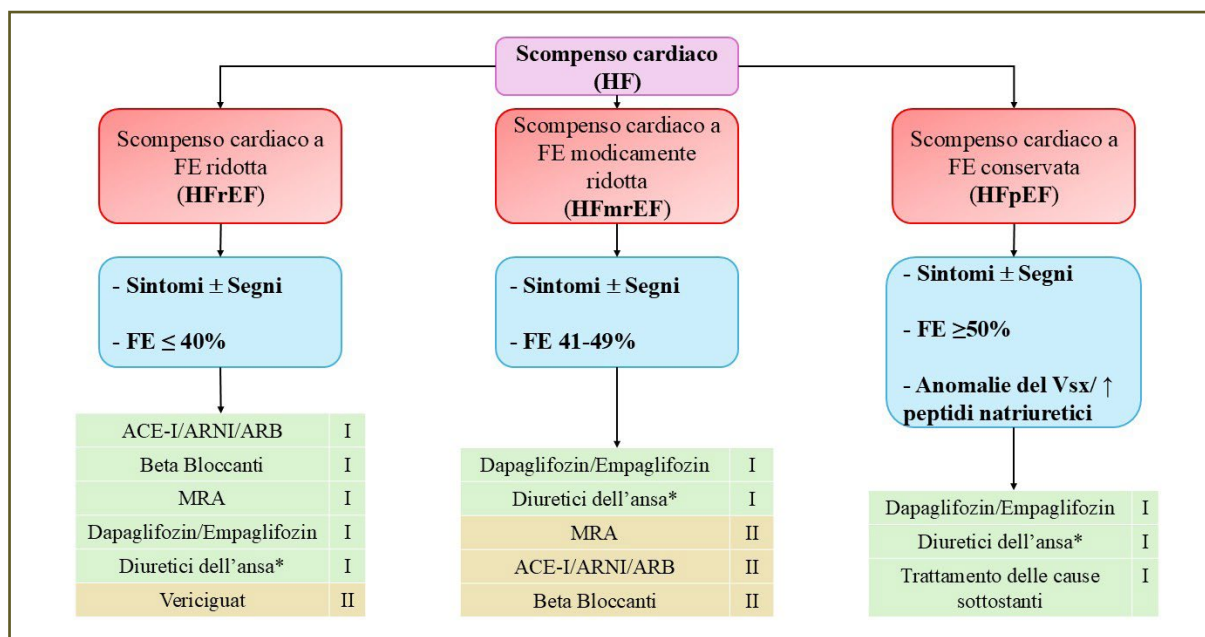 Scompenso cardiaco
(HF)
Scompenso cardiaco a
FE ridotta
(HFrEF)
Scompenso cardiaco a
FE modicamente
ridotta
(HFmrEF)
Scompenso cardiaco a
FE conservata
(HFpEF)
- Sintomi ± Segni
- FE ≤ 40%
- Sintomi ± Segni
- FE 41-49%
- Sintomi ± Segni
- FE ≥50%
- Anomalie del Vsx/ ↑
peptidi natriuretici
ACE-I/ARNI/ARB I
Beta Bloccanti I
MRA I
Dapaglifozin/Empaglifozin I
Diuretici dell’ansa* I
Vericiguat II
Dapaglifozin/Empaglifozin I
Diuretici dell’ansa* I
MRA II
ACE-I/ARNI/ARB II
Beta Bloccanti II
Dapaglifozin/Empaglifozin I
Diuretici dell’ansa* I
Trattamento delle cause I
sottostanti